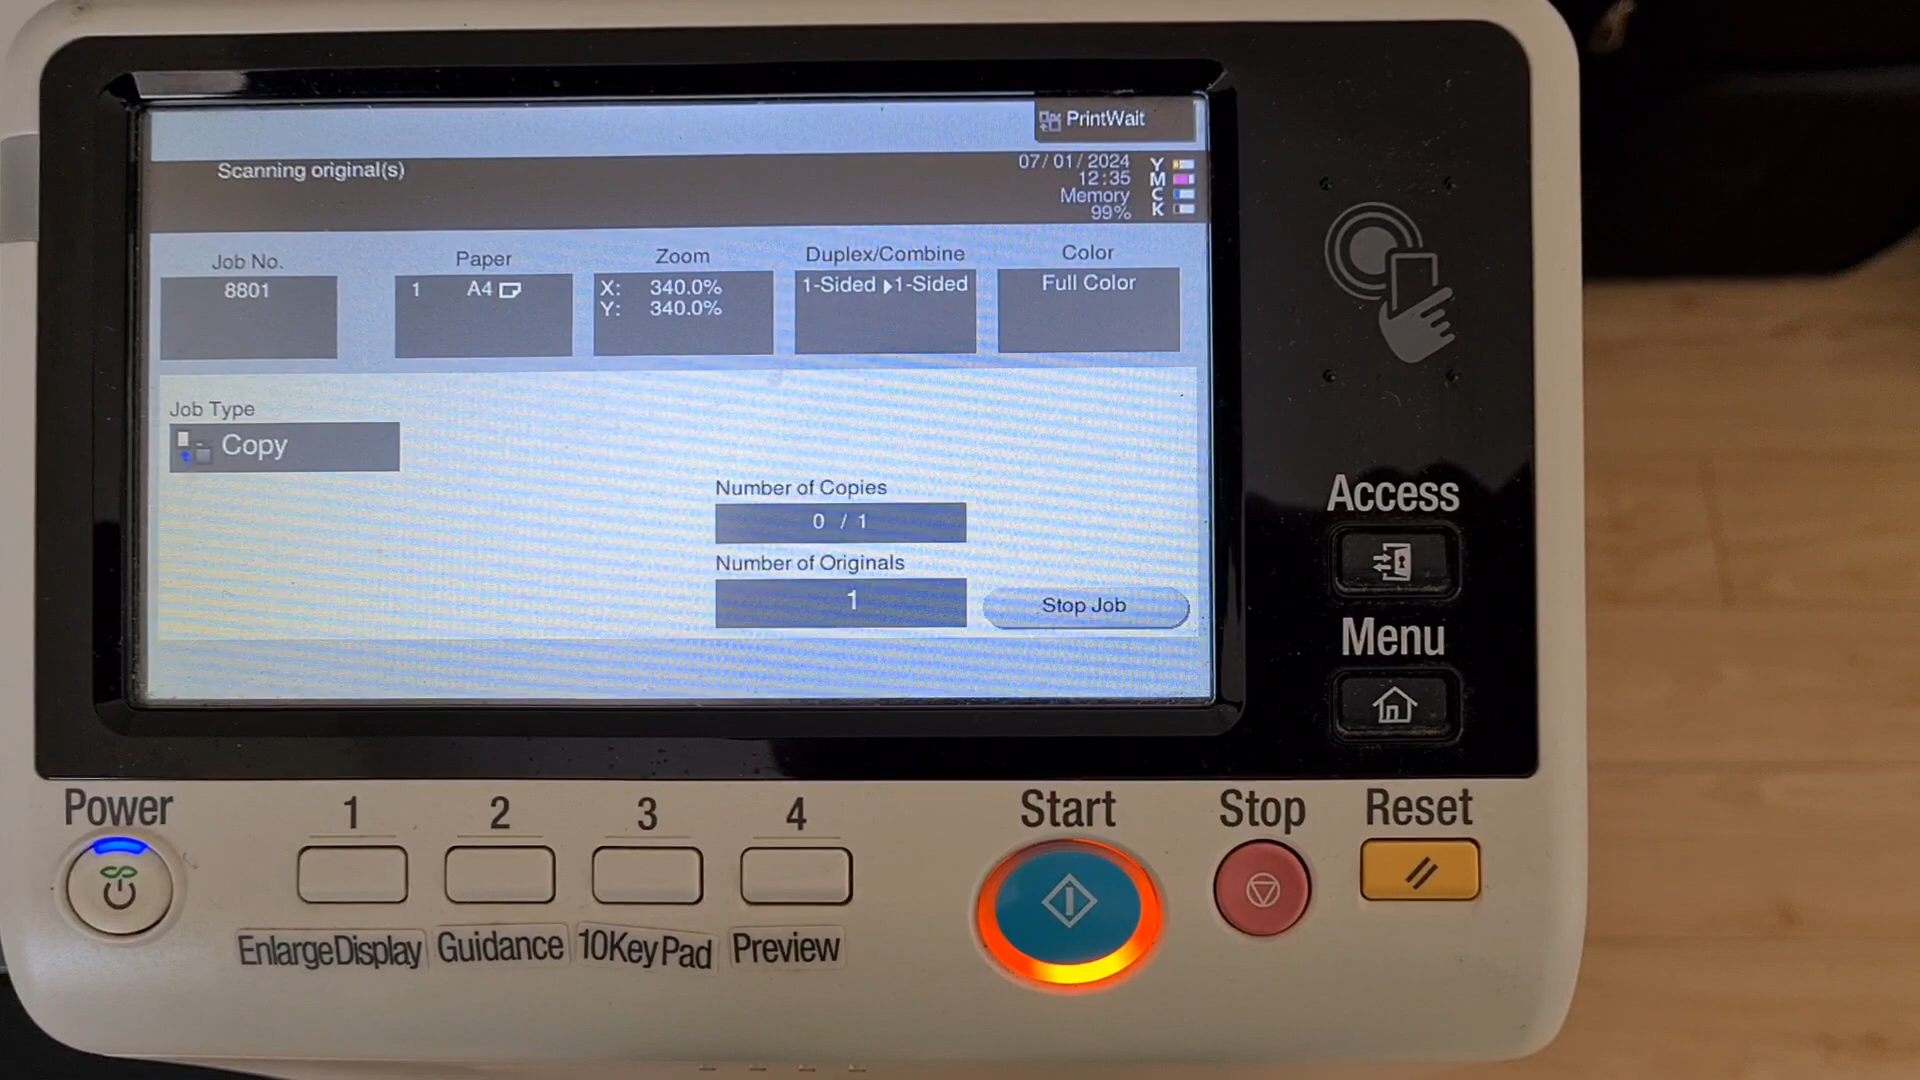 PrintWait
Scanning original(s)
07/01/2024
12:35
Memory
99%
Y
M
C
K
Job No.
8801
Paper
1 A4
Zoom
X: 340.0%
Y: 340.0%
Duplex/Combine
1-Sided ▶1-Sided
Color
Full Color
Job Type
Copy
Number of Copies
0 / 1
Number of Originals
1
Stop Job
Access
Menu
Power
1
2
3
4
Start
Stop
Reset
EnlargeDisplay
Guidance
10KeyPad
Preview